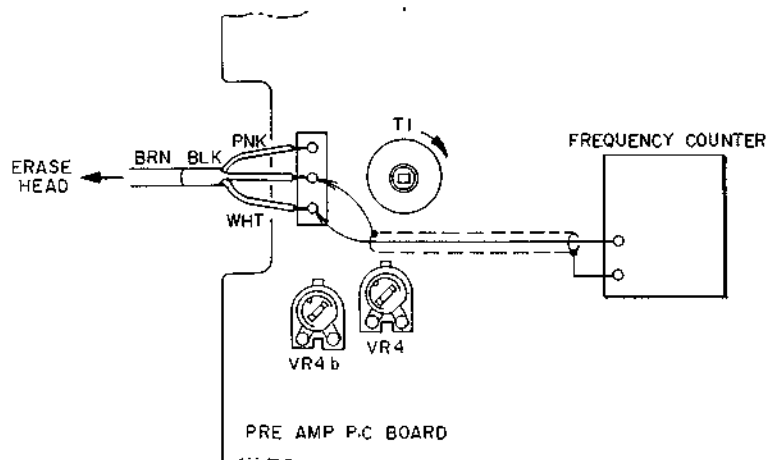 T1
FREQUENCY COUNTER
PNK
BRN BLK
ERASE
HEAD
WHT
VR4 b
VR4
PRE AMP P.C BOARD